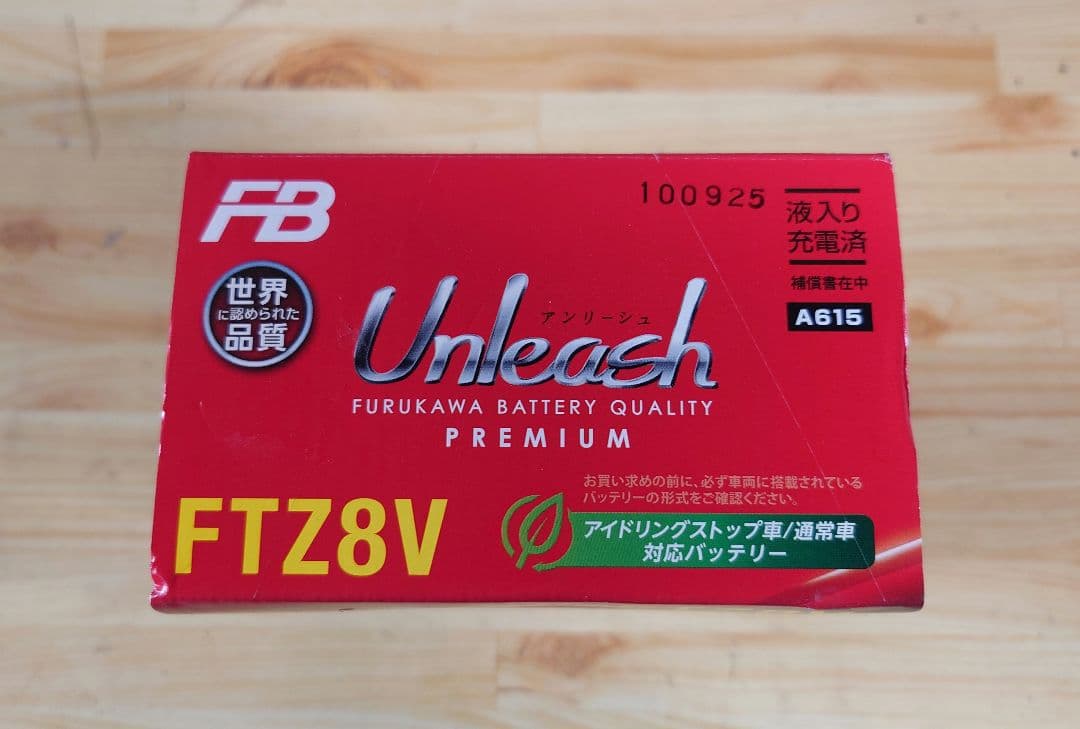 FB
100925
液入り
充電済
補償書在中
A615
世界
に認められた
品質
アンリーシュ
Unleash
FURUKAWA BATTERY QUALITY
PREMIUM
お買い求めの前に、必ず車両に搭載されている
バッテリーの形式をご確認ください。
FTZ8V
アイドリングストップ車/通常車
対応バッテリー